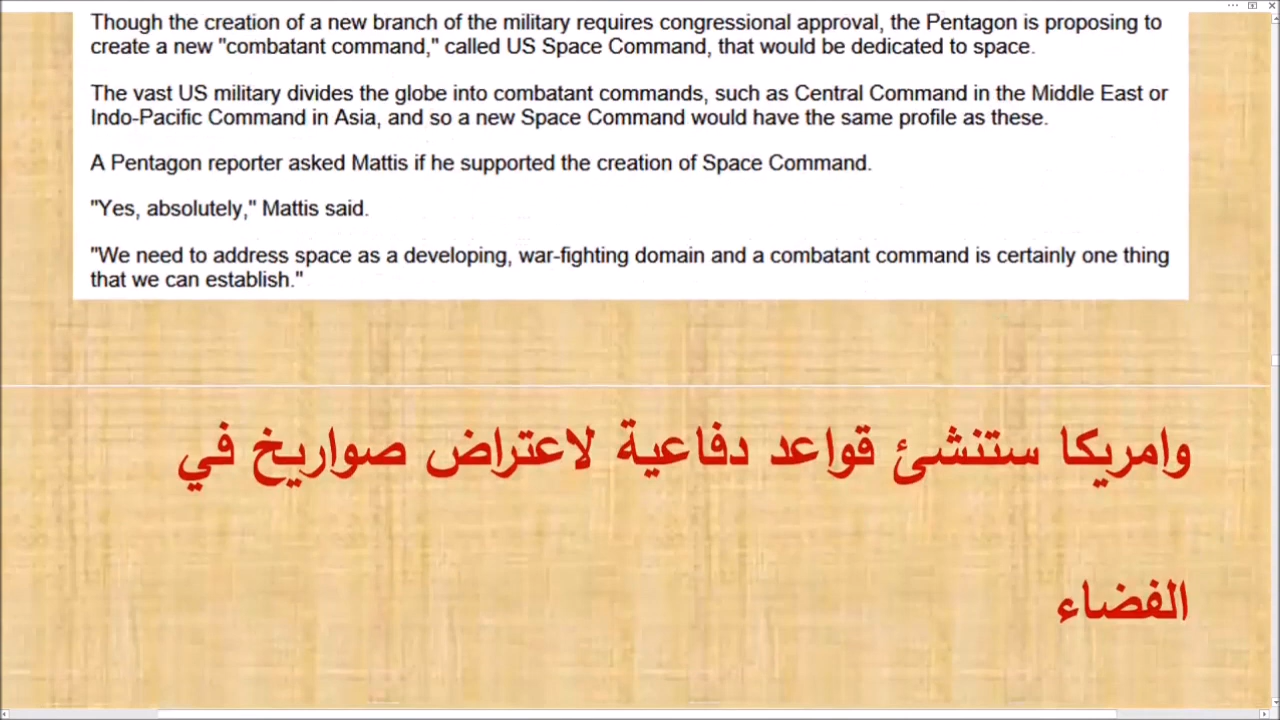 Though the creation of a new branch of the military requires congressional approval, the Pentagon is proposing to
create a new "combatant command," called US Space Command, that would be dedicated to space.
The vast US military divides the globe into combatant commands, such as Central Command in the Middle East or
Indo-Pacific Command in Asia, and so a new Space Command would have the same profile as these.
A Pentagon reporter asked Mattis if he supported the creation of Space Command.
"Yes, absolutely," Mattis said.
"We need to address space as a developing, war-fighting domain and a combatant command is certainly one thing
that we can establish."
وامريكا ستنشئ قواعد دفاعية لاعتراض صواريخ في
الفضاء